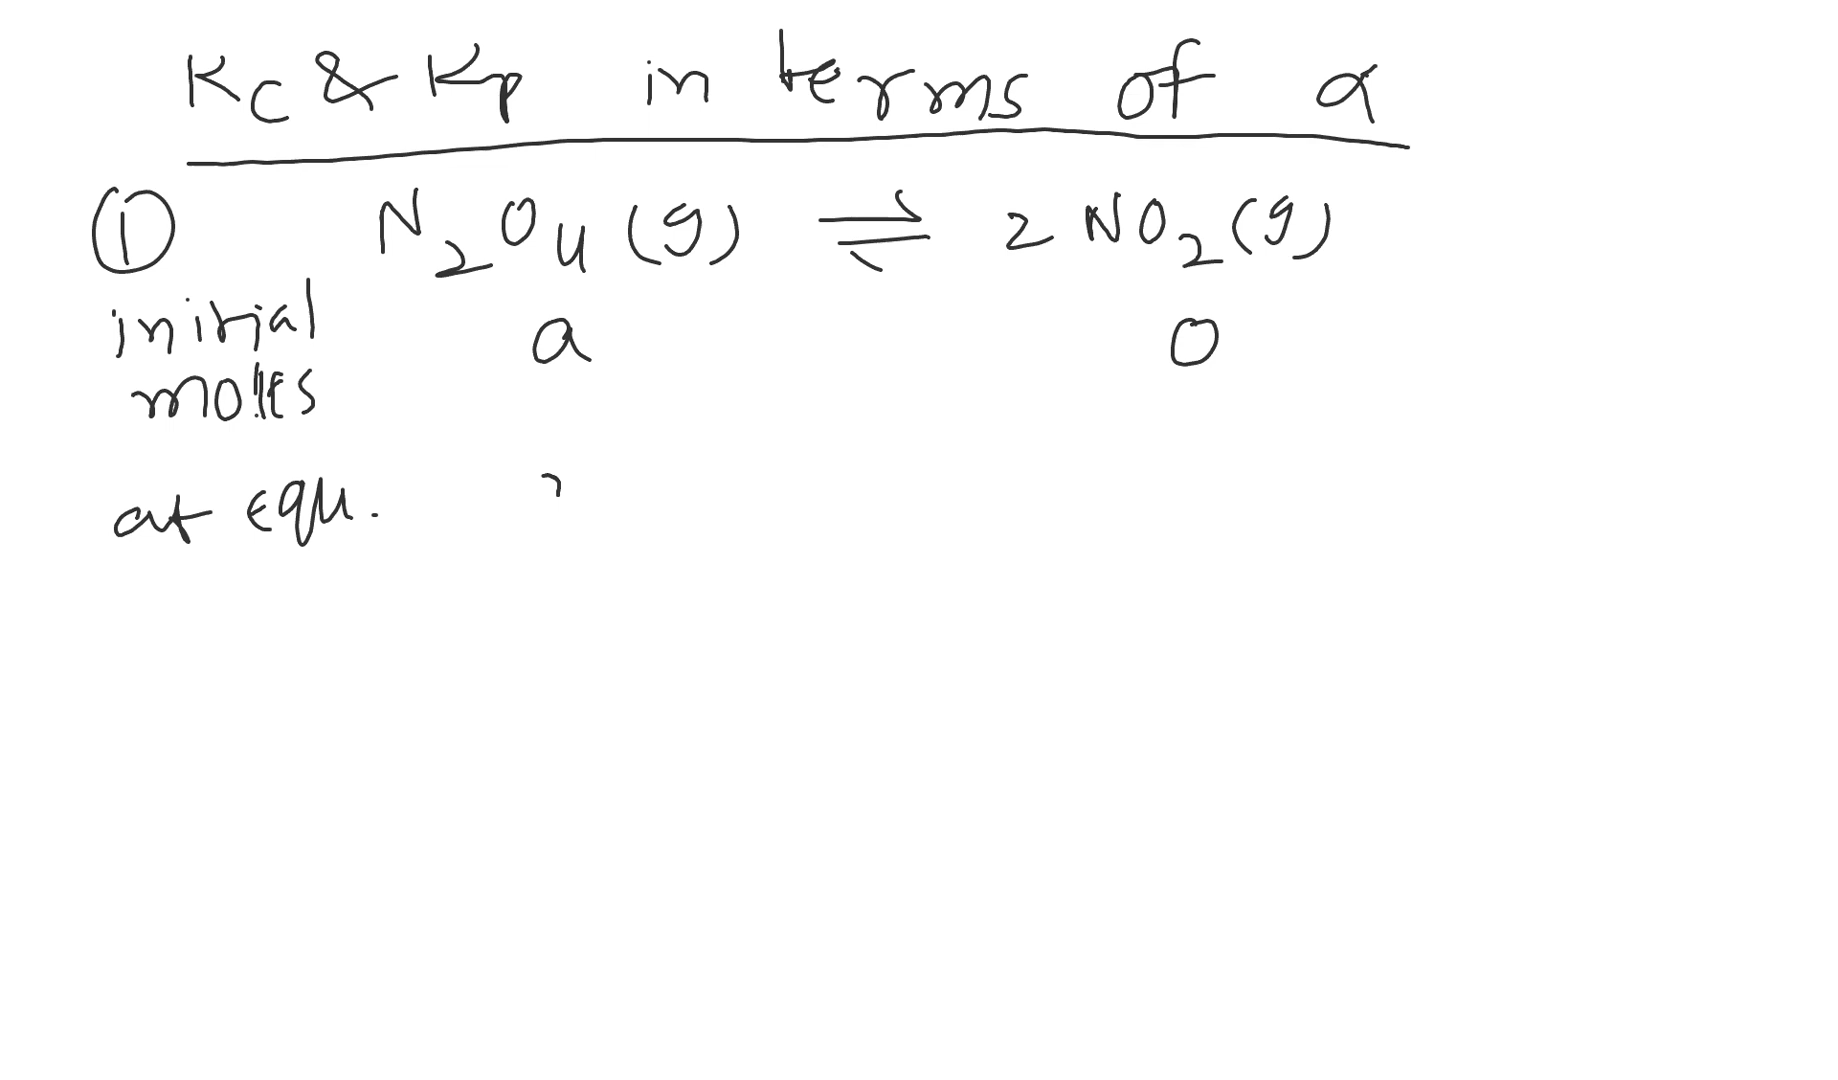 Kc & Kp in terms of α
① N₂O₄(g) ⇌ 2NO₂(g)
initial a 0
moles
at equ.